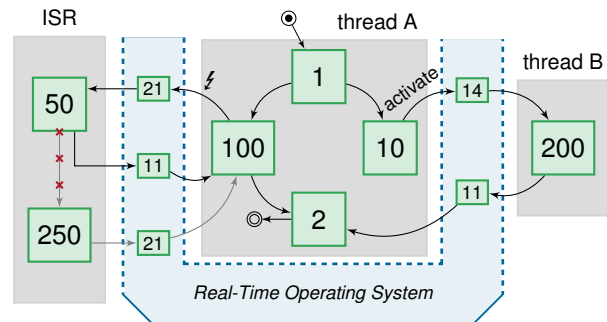 ISR
thread A
thread B
1
activate
50
21
14
100
10
200
11
11
2
250
21
Real-Time Operating System